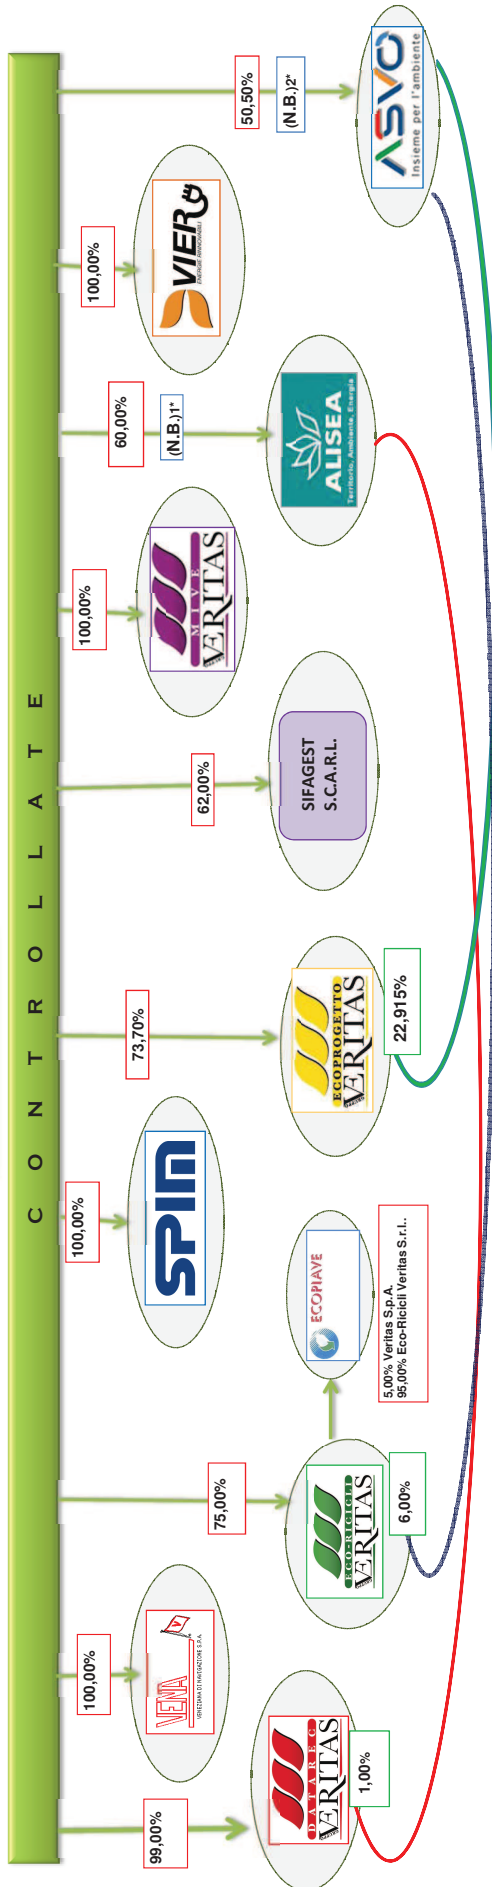 CONTROLLATE
99,00%
DATAREC
VERITAS
1,00%
100,00%
VENA
VENEZIANA DI NAVIGAZIONE S.P.A.
75,00%
ECO-RICICLI
VERITAS
6,00%
ECOPIAVE
5,00% Veritas S.p.A.
95,00% Eco-Ricicli Veritas S.r.l..
100,00%
SPIM
73,70%
ECOPROGETTO
VERITAS
22,915%
62,00%
SIFAGEST
S.C.A.R.L.
100,00%
MIVE
VERITAS
60,00%
(N.B.)1*
ALISEA
Territorio, Ambiente, Energia
100,00%
VIER
ENERGIE RINNOVABILI
50,50%
(N.B.)2*
ASVO
Insieme per l'ambiente